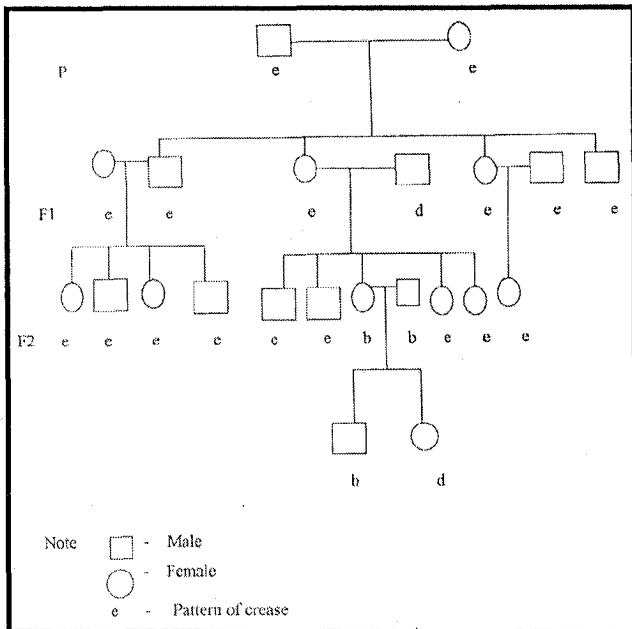 P e e
F1 e e e d e e e
F2 e e e e e e b b e e e
b d
Note - Male
- Female
e - Pattern of crease